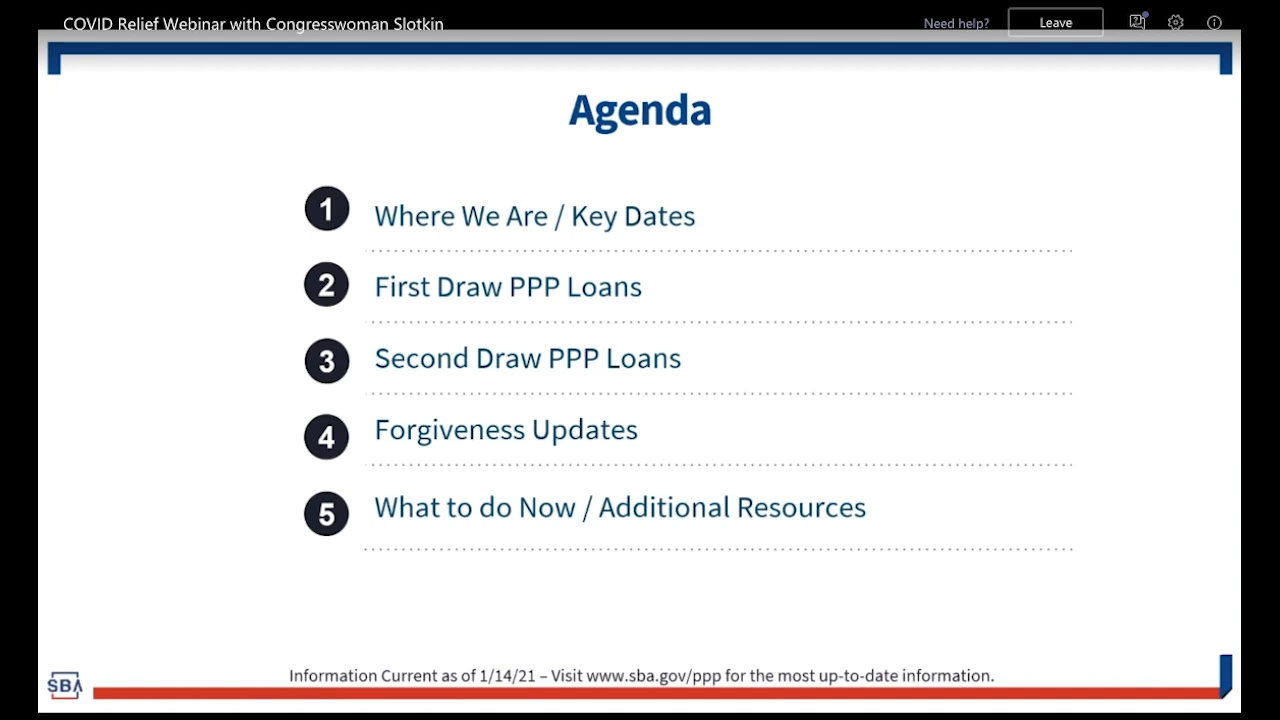 COVID Relief Webinar with Congresswoman Slotkin
Need help?
Leave
Agenda
1 Where We Are / Key Dates
2 First Draw PPP Loans
3 Second Draw PPP Loans
4 Forgiveness Updates
5 What to do Now / Additional Resources
Information Current as of 1/14/21 – Visit www.sba.gov/ppp for the most up-to-date information.
SBA